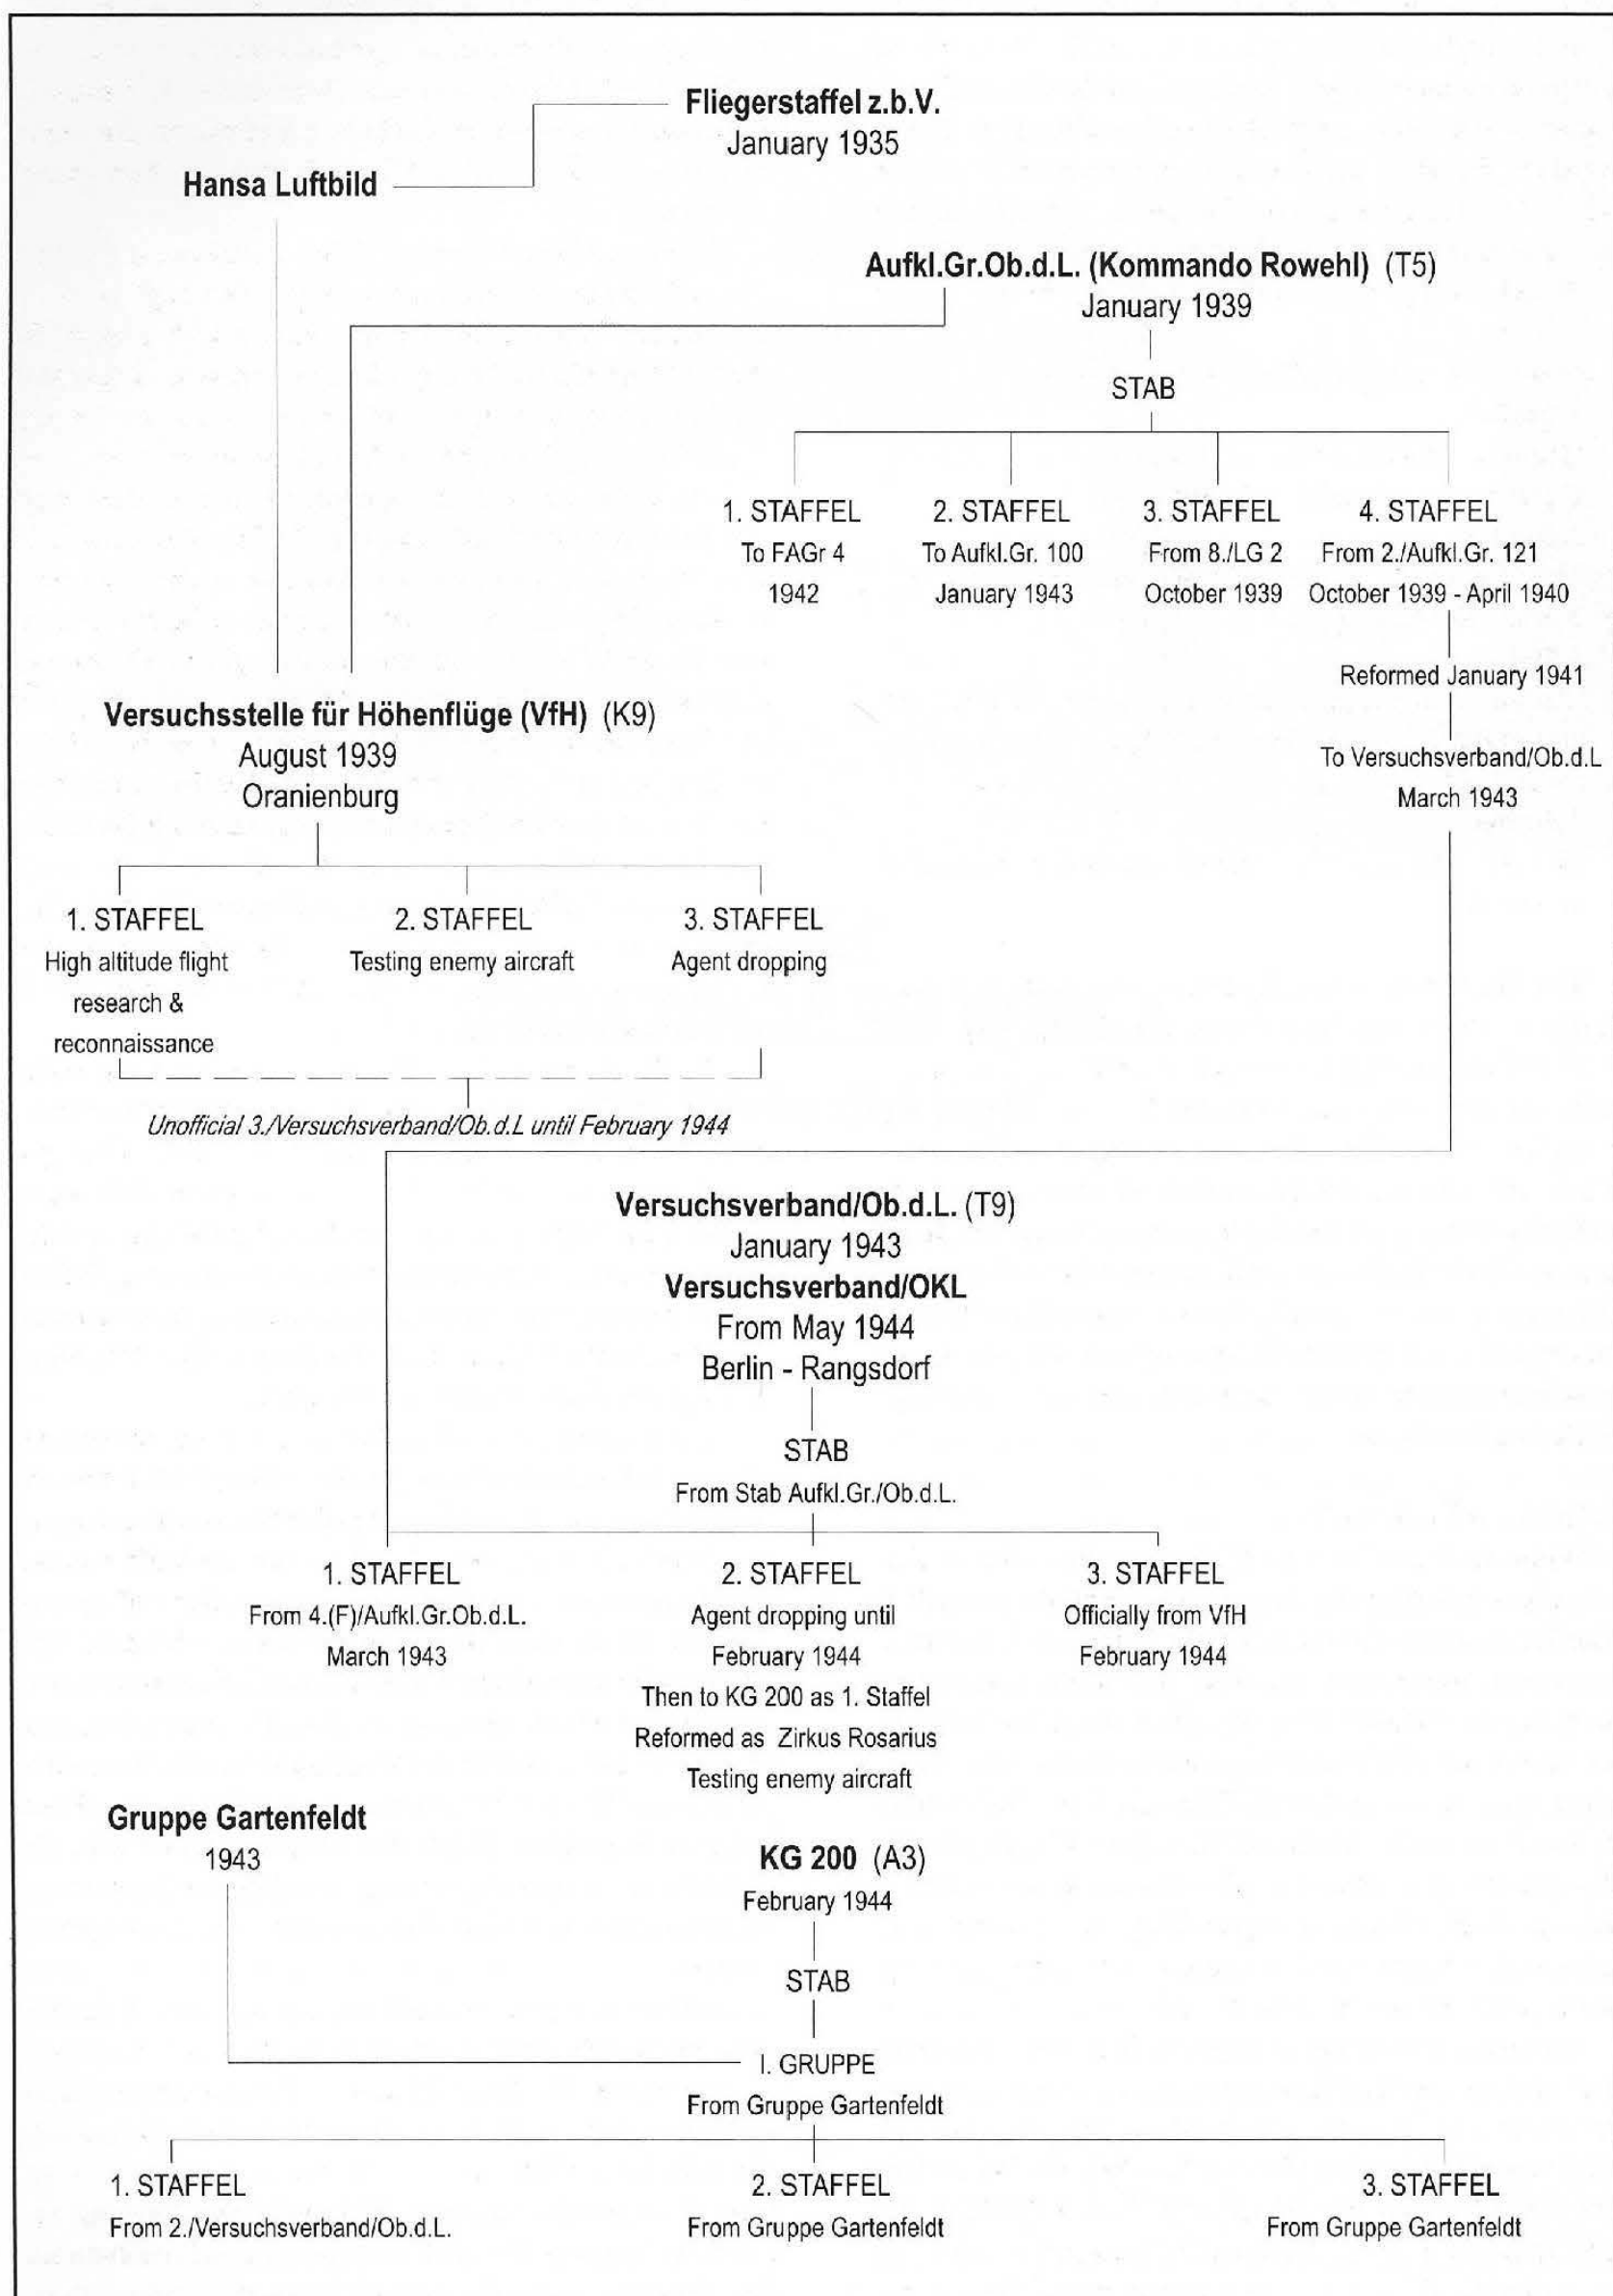 Fliegerstaffel z.b.V.
January 1935
Hansa Luftbild
Aufkl.Gr.Ob.d.L. (Kommando Rowehl) (T5)
January 1939
STAB
1. STAFFEL
To FAGr 4
1942
2. STAFFEL
To Aufkl.Gr. 100
January 1943
3. STAFFEL
From 8./LG 2
October 1939
4. STAFFEL
From 2./Aufkl.Gr. 121
October 1939 - April 1940
Reformed January 1941
To Versuchsverband/Ob.d.L
March 1943
Versuchsstelle für Höhenflüge (VfH) (K9)
August 1939
Oranienburg
1. STAFFEL
High altitude flight
research &
reconnaissance
2. STAFFEL
Testing enemy aircraft
3. STAFFEL
Agent dropping
Unofficial 3./Versuchsverband/Ob.d.L until February 1944
Versuchsverband/Ob.d.L. (T9)
January 1943
Versuchsverband/OKL
From May 1944
Berlin - Rangsdorf
STAB
From Stab Aufkl.Gr./Ob.d.L.
1. STAFFEL
From 4.(F)/Aufkl.Gr.Ob.d.L.
March 1943
2. STAFFEL
Agent dropping until
February 1944
Then to KG 200 as 1. Staffel
Reformed as Zirkus Rosarius
Testing enemy aircraft
3. STAFFEL
Officially from VfH
February 1944
Gruppe Gartenfeldt
1943
KG 200 (A3)
February 1944
STAB
I. GRUPPE
From Gruppe Gartenfeldt
1. STAFFEL
From 2./Versuchsverband/Ob.d.L.
2. STAFFEL
From Gruppe Gartenfeldt
3. STAFFEL
From Gruppe Gartenfeldt